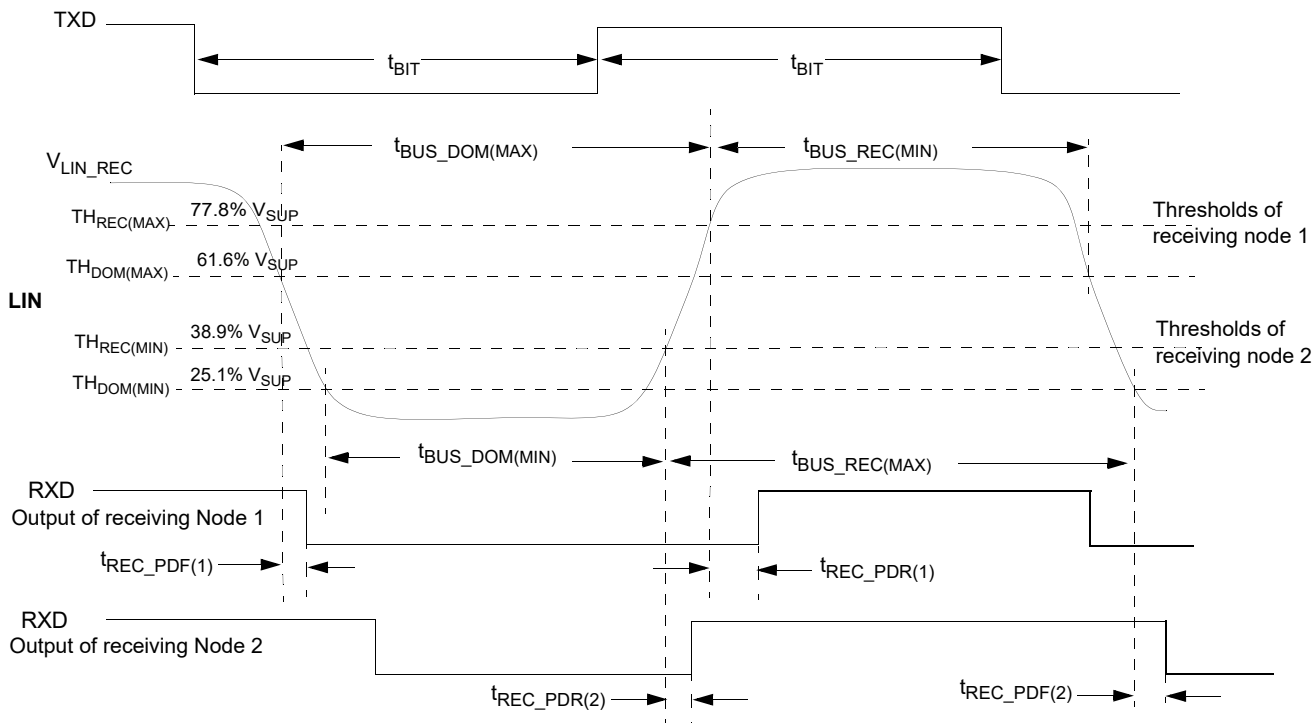 TXD
tBIT
tBIT
tBUS_DOM(MAX)
tBUS_REC(MIN)
VLIN_REC
THREC(MAX) 77.8% VSUP
Thresholds of
receiving node 1
THDOM(MAX) 61.6% VSUP
LIN
THREC(MIN) 38.9% VSUP
Thresholds of
receiving node 2
THDOM(MIN) 25.1% VSUP
tBUS_DOM(MIN)
tBUS_REC(MAX)
RXD
Output of receiving Node 1
tREC_PDF(1)
tREC_PDR(1)
RXD
Output of receiving Node 2
tREC_PDR(2)
tREC_PDF(2)